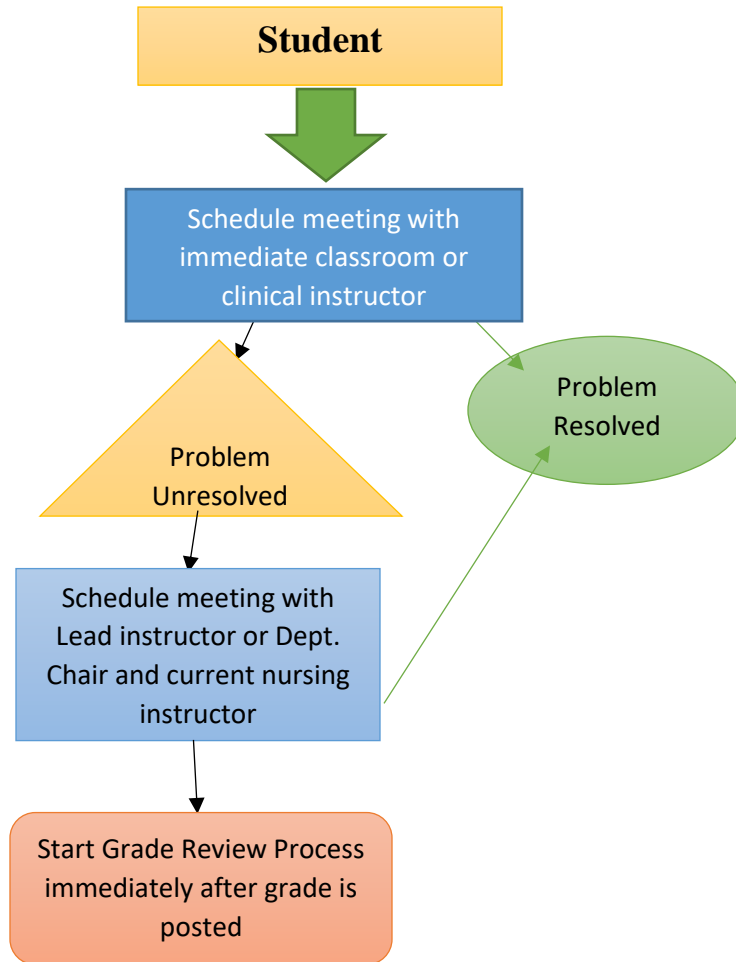 Student
Schedule meeting with
immediate classroom or
clinical instructor
Problem
Resolved
Problem
Unresolved
Schedule meeting with
Lead instructor or Dept.
Chair and current nursing
instructor
Start Grade Review Process
immediately after grade is
posted